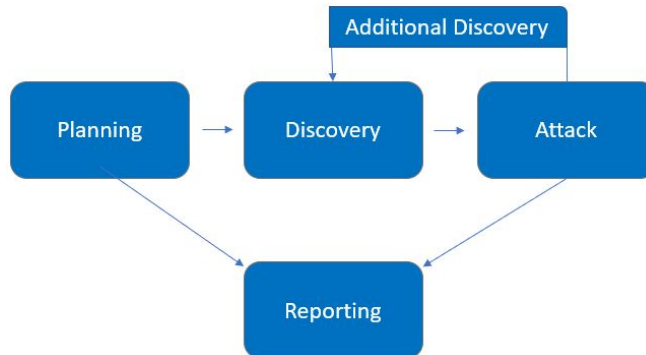 Additional Discovery
Planning
Discovery
Attack
Reporting